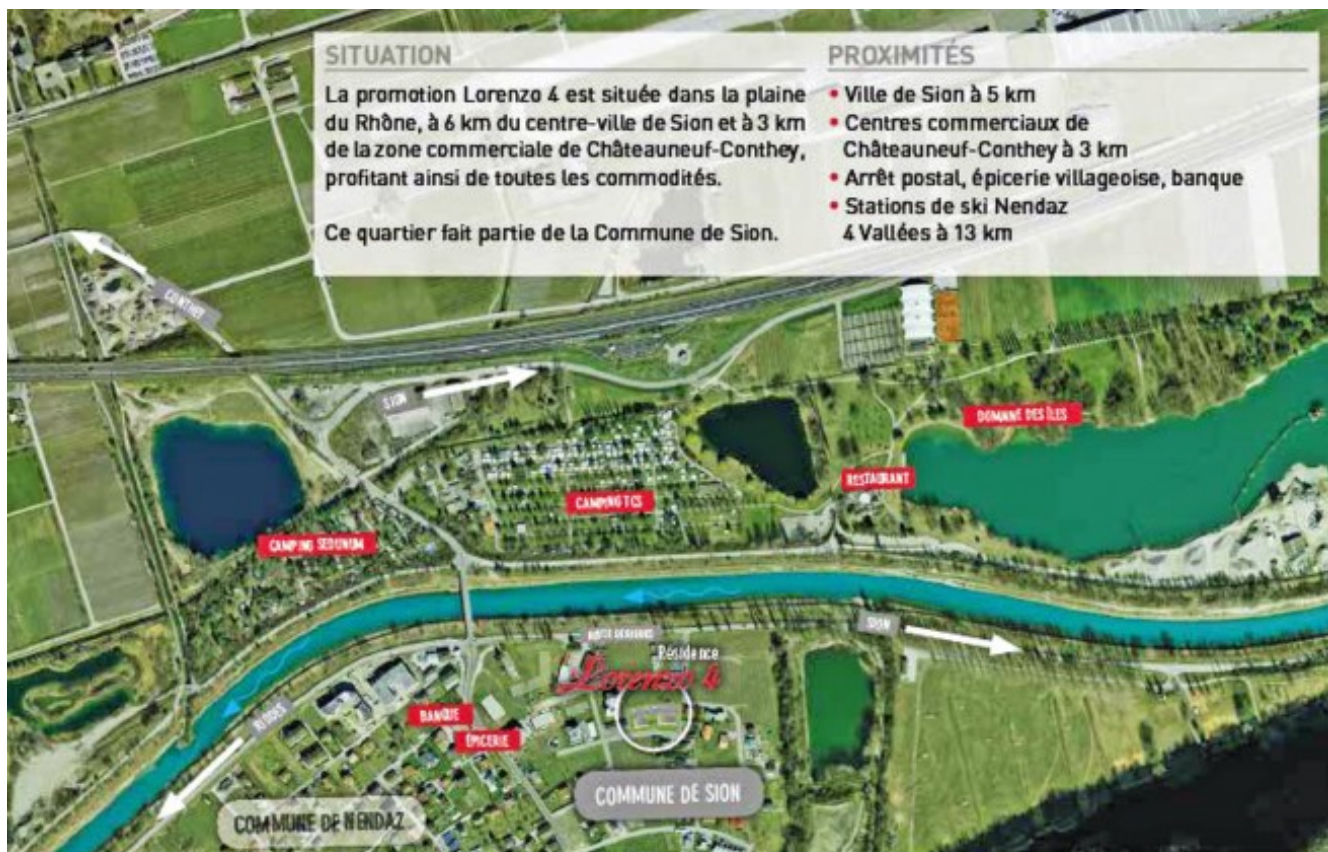 SITUATION
La promotion Lorenzo 4 est située dans la plaine
du Rhône, à 6 km du centre-ville de Sion et à 3 km
de la zone commerciale de Châteauneuf-Conthey,
profitant ainsi de toutes les commodités.
Ce quartier fait partie de la Commune de Sion.
PROXIMITÉS
• Ville de Sion à 5 km
• Centres commerciaux de
Châteauneuf-Conthey à 3 km
• Arrêt postal, épicerie villageoise, banque
• Stations de ski Nendaz
4 Vallées à 13 km
CONTHEY
SION
DOMAINE DES ÎLES
RESTAURANT
CAMPING TCS
CAMPING SEDUNUM
SION
Résidence
Lorenzo 4
RIDDES
BANQUE
ÉPICERIE
COMMUNE DE SION
COMMUNE DE NENDAZ